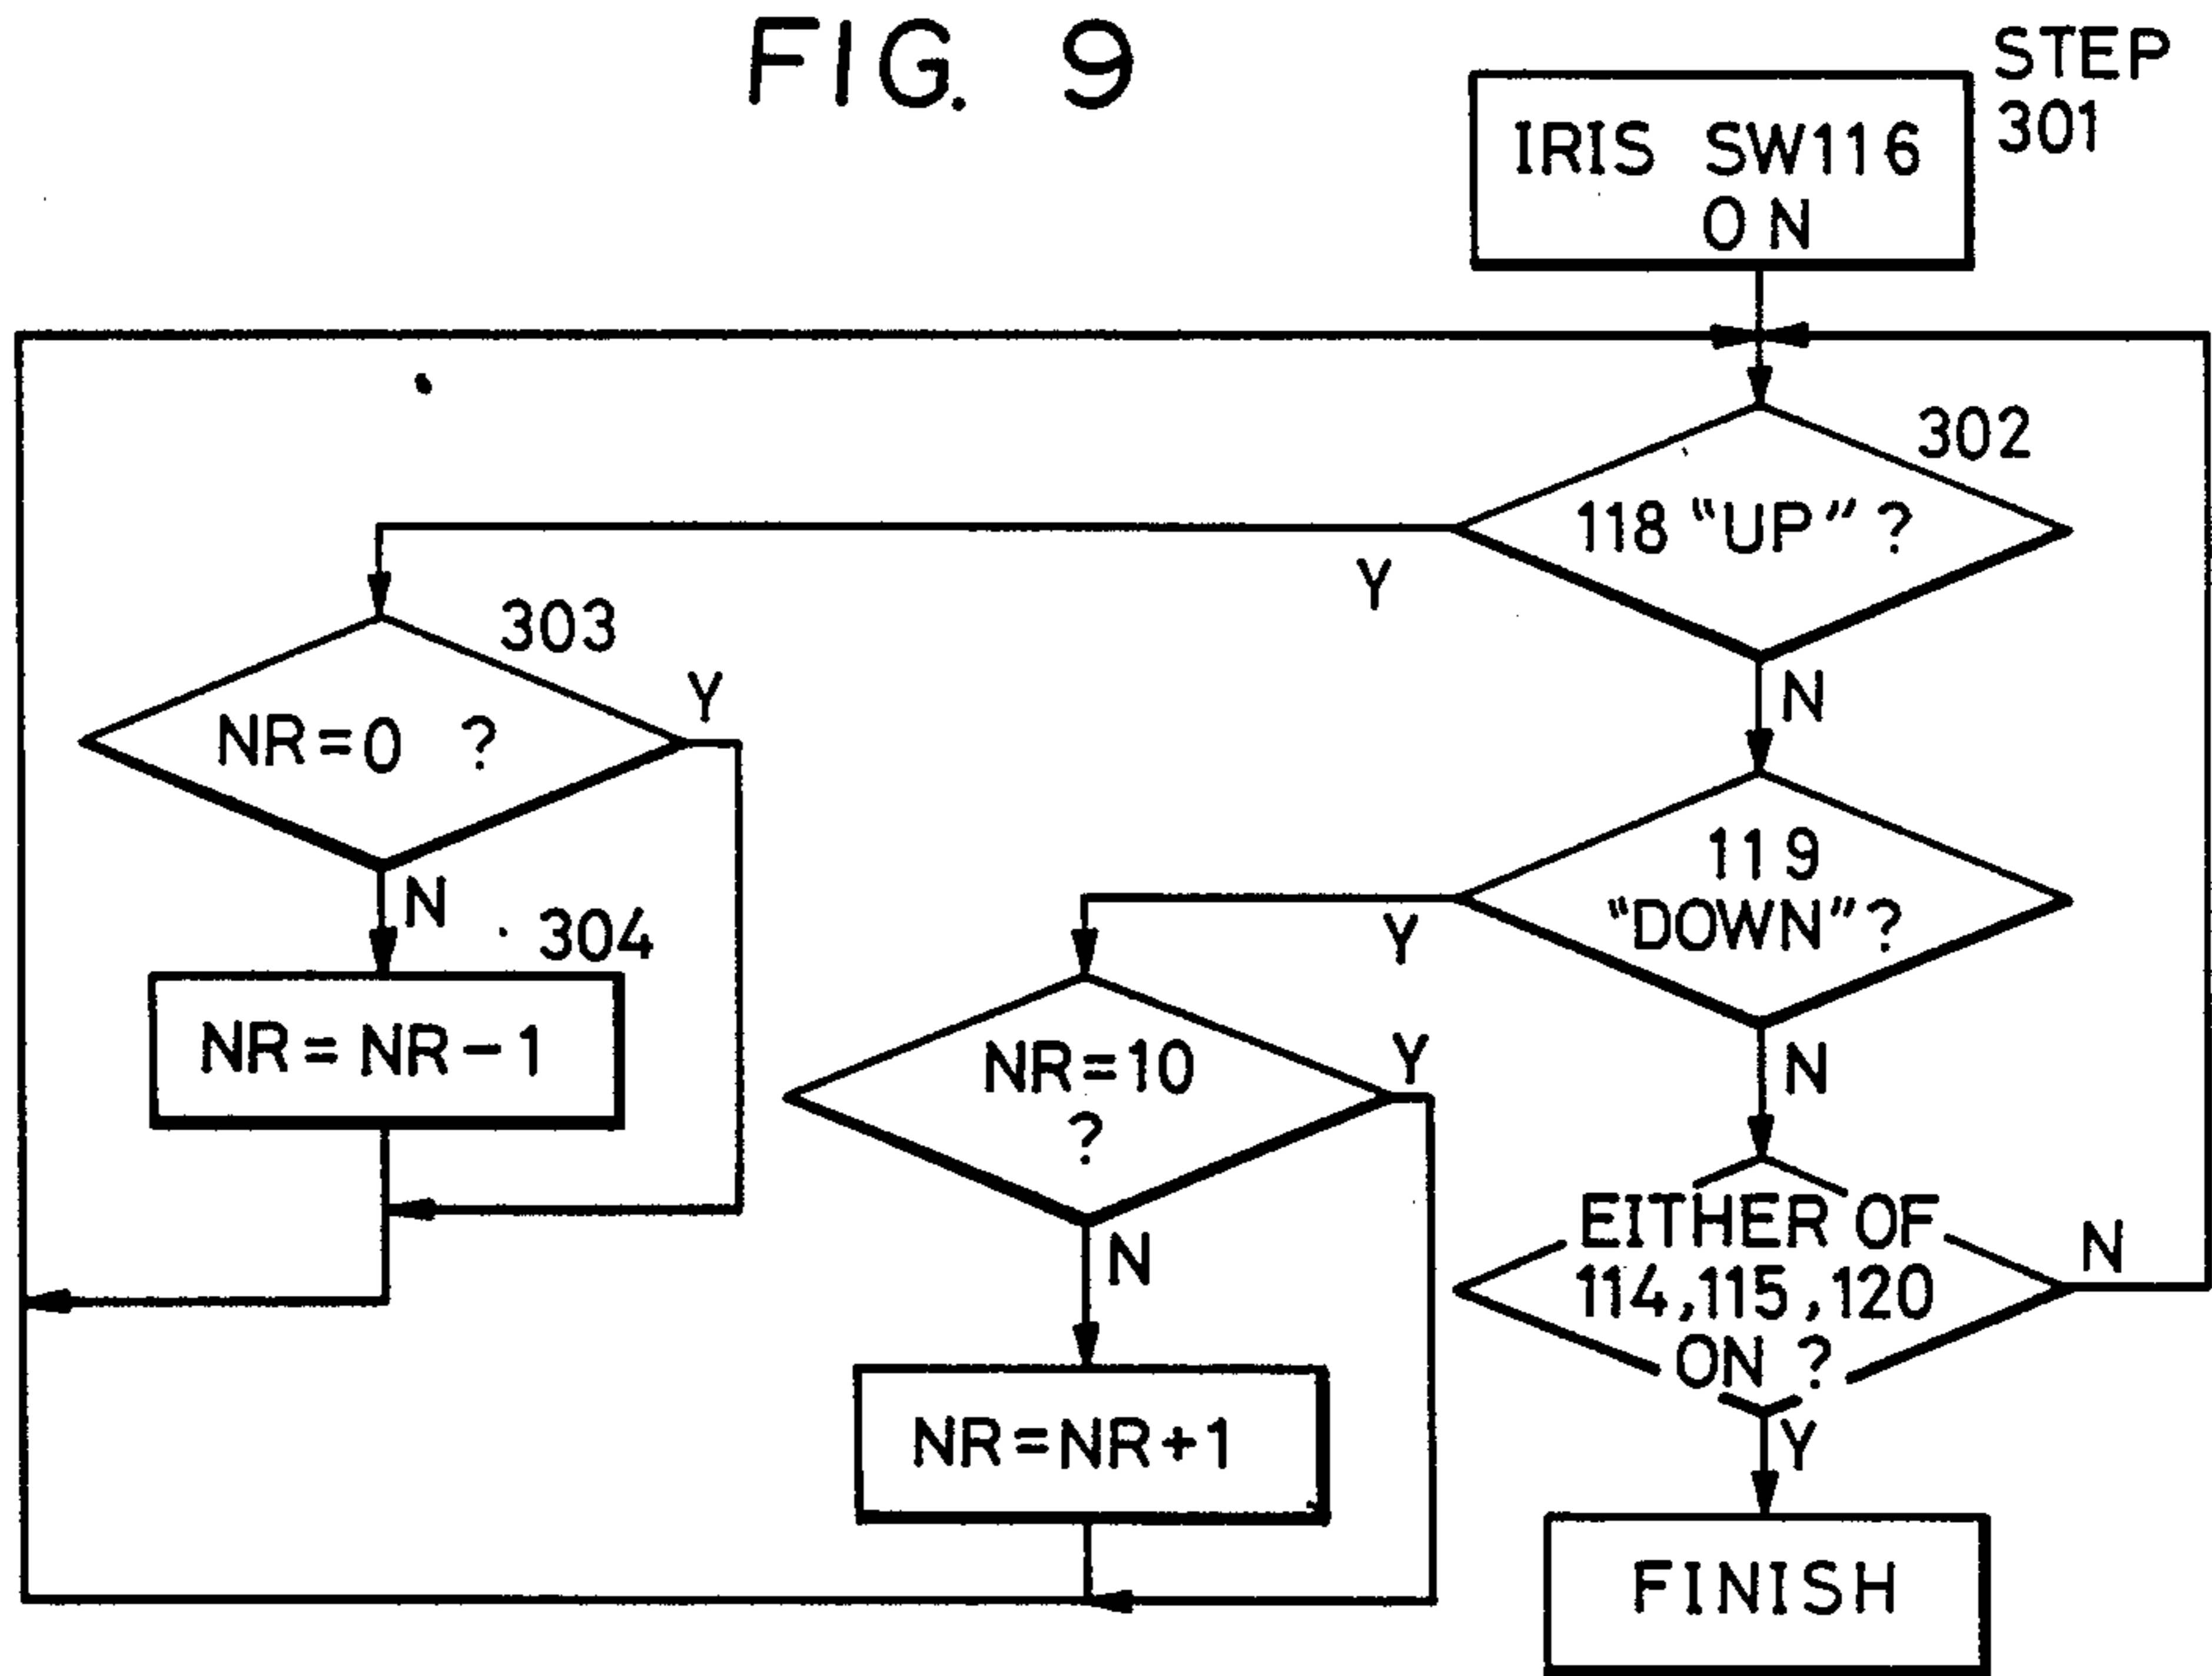 FIG. 9
STEP
301
IRIS SW116
ON
302
118 "UP" ?
Y
N
303
NR=0 ?
Y
N
304
NR=NR-1
119
"DOWN"?
Y
N
NR=10
?
Y
N
NR=NR+1
EITHER OF
114,115,120
ON ?
N
Y
FINISH